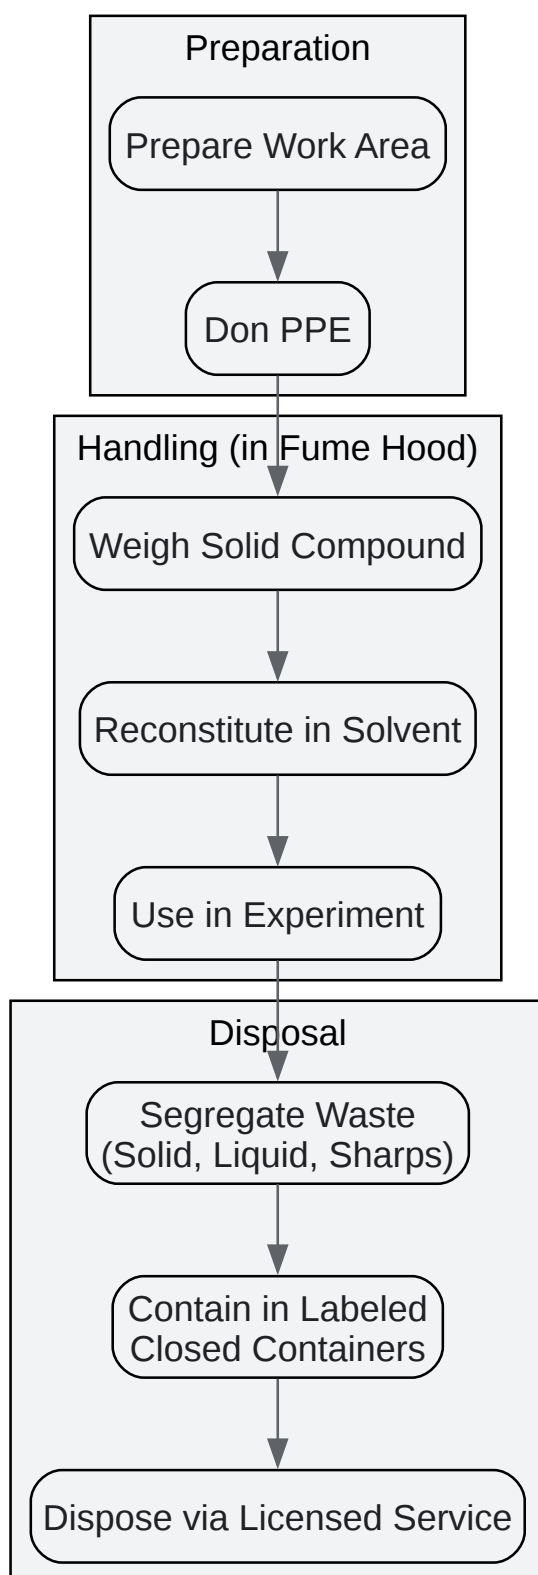 Preparation
Prepare Work Area
Don PPE
Handling (in Fume Hood)
Weigh Solid Compound
Reconstitute in Solvent
Use in Experiment
Disposal
Segregate Waste
(Solid, Liquid, Sharps)
Contain in Labeled
Closed Containers
Dispose via Licensed Service